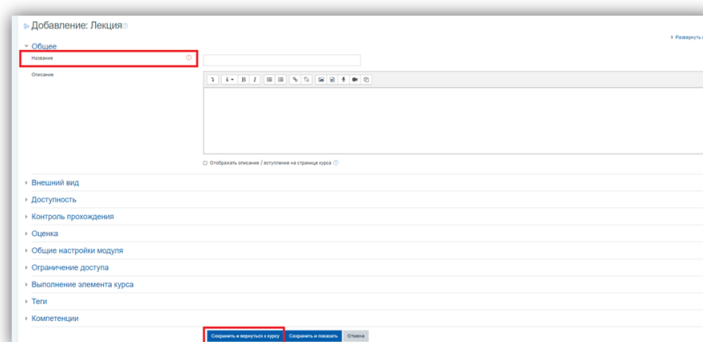 Добавление: Лекция
Развернуть
Общее
Название
Описание
Отображать описание / вступление на странице курса
Внешний вид
Доступность
Контроль прохождения
Оценка
Общие настройки модуля
Ограничение доступа
Выполнение элемента курса
Теги
Компетенции
Сохранить и вернуться к курсу Сохранить и показать Отмена